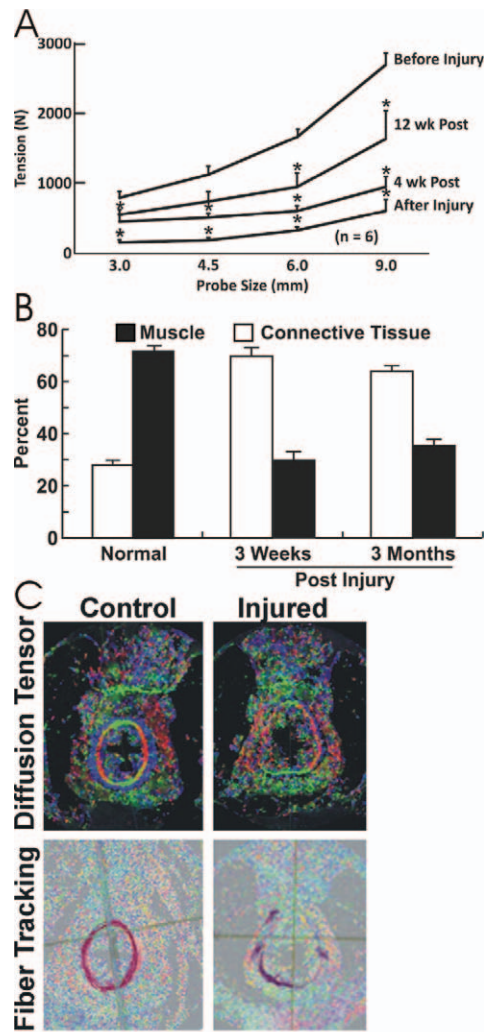 A
3000
2000
1000
0
Tension (N)
Before Injury
*
12 wk Post
*
4 wk Post
*
After Injury
* * *
* * *
* *
(n = 6)
3.0 4.5 6.0 9.0
Probe Size (mm)
B
80
60
40
20
0
Percent
Muscle Connective Tissue
Normal 3 Weeks 3 Months
Post Injury
C
Control Injured
Diffusion Tensor
Fiber Tracking